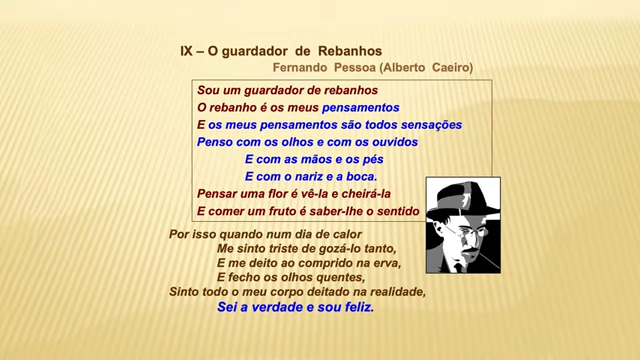 IX – O guardador de Rebanhos
Fernando Pessoa (Alberto Caeiro)
Sou um guardador de rebanhos
O rebanho é os meus pensamentos
E os meus pensamentos são todos sensações
Penso com os olhos e com os ouvidos
E com as mãos e os pés
E com o nariz e a boca.
Pensar uma flor é vê-la e cheirá-la
E comer um fruto é saber-lhe o sentido
Por isso quando num dia de calor
Me sinto triste de gozá-lo tanto,
E me deito ao comprido na erva,
E fecho os olhos quentes,
Sinto todo o meu corpo deitado na realidade,
Sei a verdade e sou feliz.